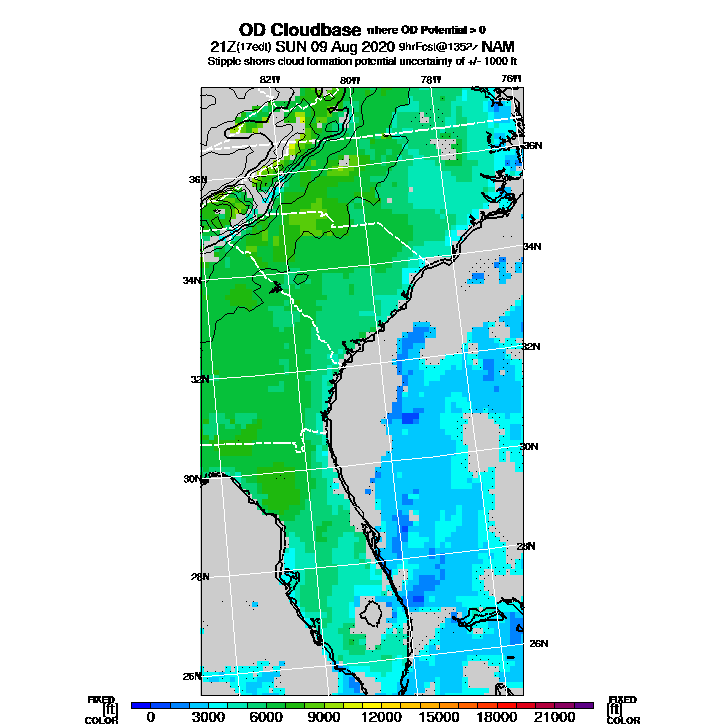 OD Cloudbase where OD Potential > 0
21Z(17edt) SUN 09 Aug 2020 9hrFcst@1352z NAM
Stipple shows cloud formation potential uncertainty of +/- 1000 ft
82W 80W 78W 76W
36N
36N
34N
34N
32N
32N
30N
30N
28N
28N
26N
26N
FIXED FIXED
[ft] [ft]
COLOR 0 3000 6000 9000 12000 15000 18000 21000 COLOR